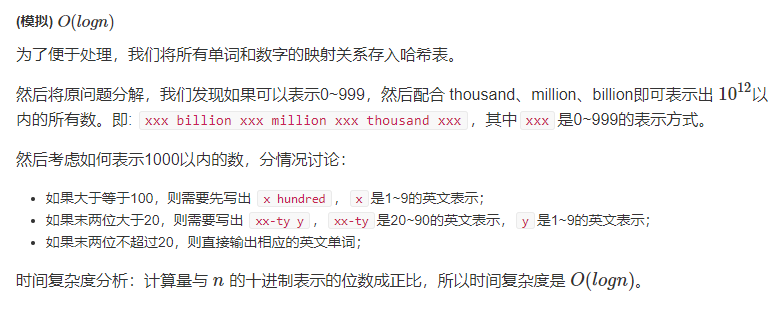 (模拟) O(logn)
为了便于处理，我们将所有单词和数字的映射关系存入哈希表。
然后将原问题分解，我们发现如果可以表示0~999，然后配合 thousand、million、billion即可表示出 10^12以
内的所有数。即: xxx billion xxx million xxx thousand xxx，其中 xxx 是0~999的表示方式。
然后考虑如何表示1000以内的数，分情况讨论：
• 如果大于等于100，则需要先写出 x hundred，x 是1~9的英文表示；
• 如果末两位大于20，则需要写出 xx-ty y，xx-ty 是20~90的英文表示，y 是1~9的英文表示；
• 如果末两位不超过20，则直接输出相应的英文单词；
时间复杂度分析：计算量与 n 的十进制表示的位数成正比，所以时间复杂度是 O(logn)。